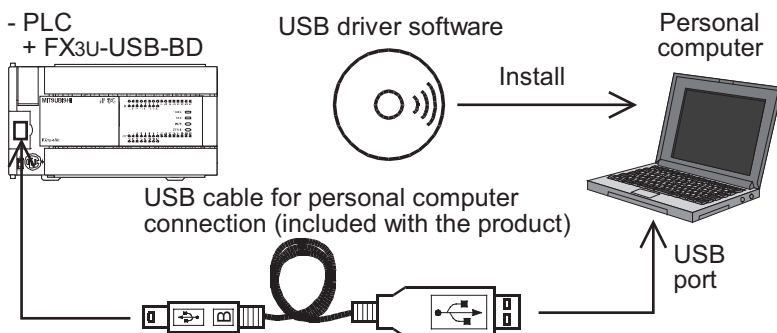 - PLC
+ FX3U-USB-BD
USB driver software
Personal
computer
Install
MITSUBISHI
USB cable for personal computer
connection (included with the product)
USB
port
B